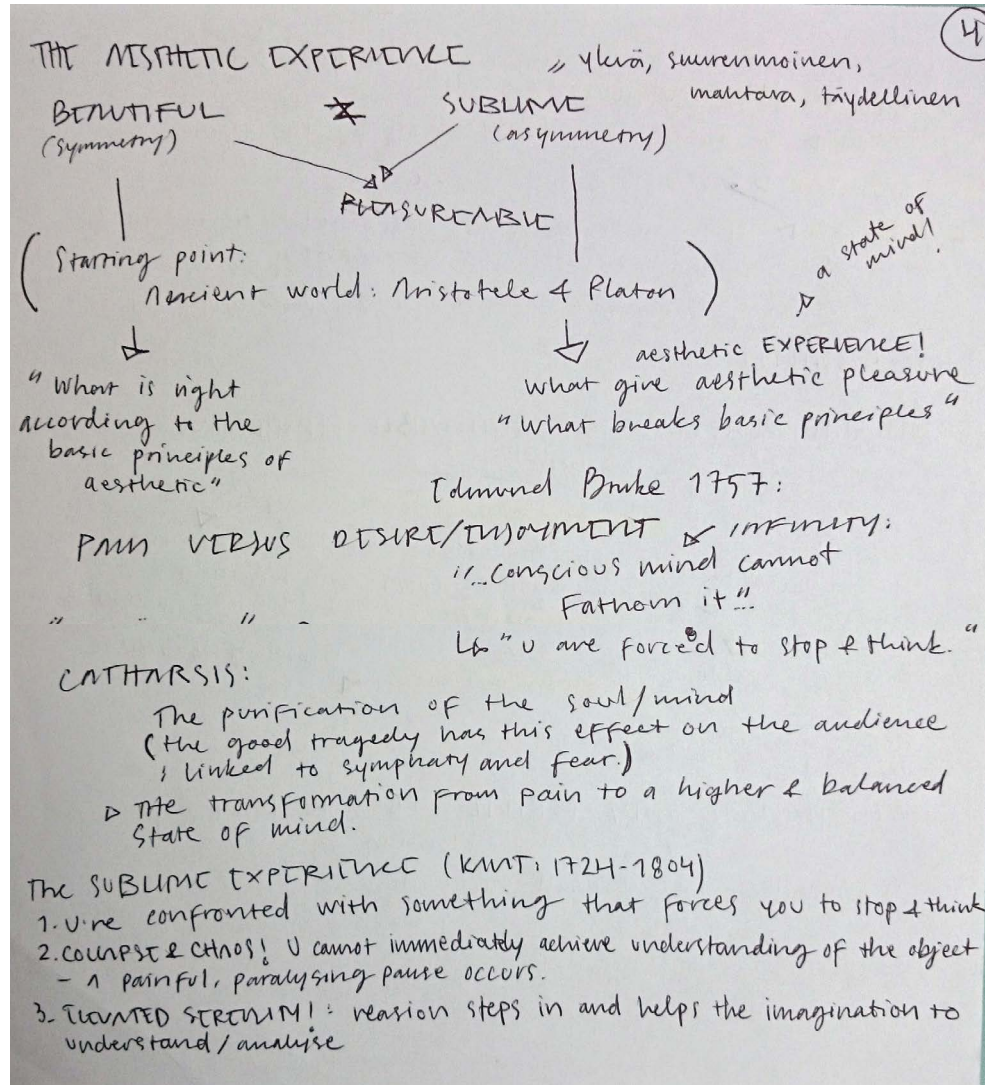 4
THE AESTHETIC EXPERIENCE
" ylevä, suurenmoinen,
mahtava, täydellinen
BEAUTIFUL ≠ SUBLIME
(symmetry) (asymmetry)
PLEASUREABLE
(Starting point:
Ancient world: Aristotele & Platon)
a state of
mind!
aesthetic EXPERIENCE!
"What is right
according to the
basic principles of
aesthetic"
what give aesthetic pleasure
"What breaks basic principles"
Edmund Bruke 1757:
PAIN VERSUS DESIRE/ENJOYMENT INFINITY:
"...conscious mind cannot
Fathom it"...
↳ "U are forced to stop & think."
CATHARSIS:
The purification of the soul/mind
(the good tragedy has this effect on the audience
; linked to symphaty and fear.)
▷ THE transformation from pain to a higher & balanced
state of mind.
The SUBLIME EXPERIENCE (KANT: 1724-1804)
1. U're confronted with something that forces you to stop & think
2. COLLAPSE & CHAOS! U cannot immediately achieve understanding of the object
- A painful, paralysing pause occurs.
3. ELEVATED SERENITY!: reasion steps in and helps the imagination to
understand/analyse